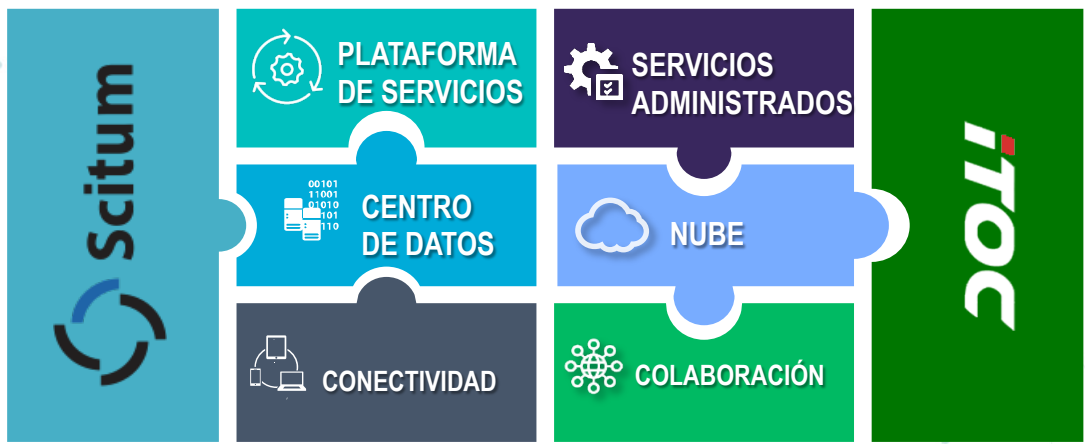 Scitum
PLATAFORMA
DE SERVICIOS
00101
11001
01010
101
110
CENTRO
DE DATOS
CONECTIVIDAD
SERVICIOS
ADMINISTRADOS
NUBE
COLABORACIÓN
iTOC